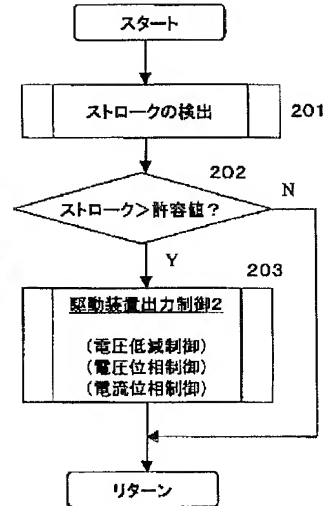 スタート
ストロークの検出
201
202
ストローク＞許容値？
N
Y
203
駆動装置出力制御2
(電圧低減制御)
(電圧位相制御)
(電流位相制御)
リターン